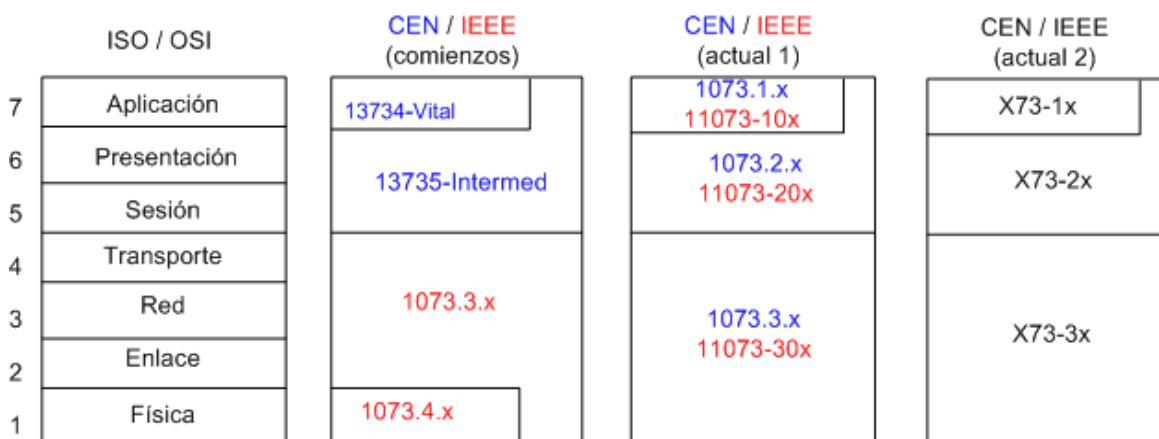 ISO / OSI
7 Aplicación
6 Presentación
5 Sesión
4 Transporte
3 Red
2 Enlace
1 Física
CEN / IEEE
(comienzos)
13734-Vital
13735-Intermed
1073.3.x
1073.4.x
CEN / IEEE
(actual 1)
1073.1.x
11073-10x
1073.2.x
11073-20x
1073.3.x
11073-30x
CEN / IEEE
(actual 2)
X73-1x
X73-2x
X73-3x